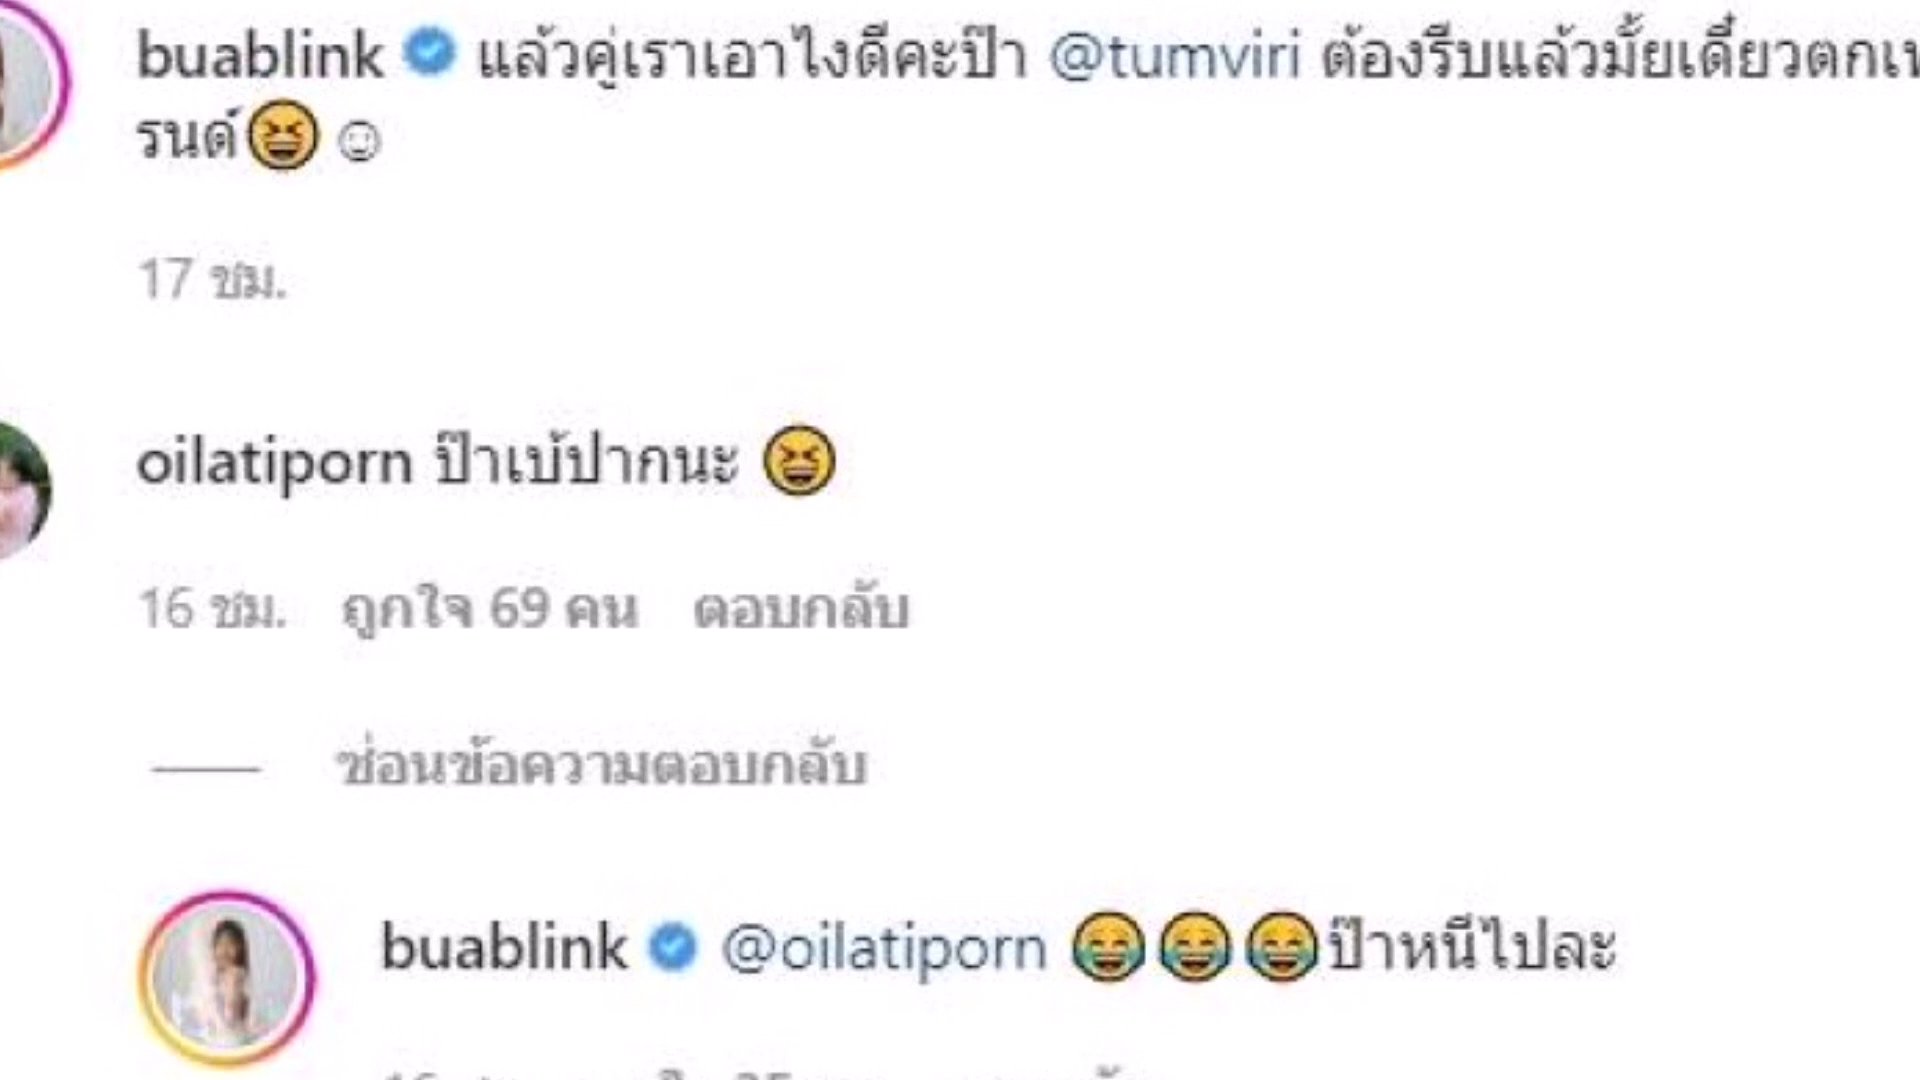 buablink แล้วคู่เราเอาไงดีคะป๊า @tumviri ต้องรีบแล้วมั้ยเดี๋ยวตกเท
รนด์😆☺
17 ชม.
oilatiporn ป๊าเบ้ปากนะ 😆
16 ชม. ถูกใจ 69 คน ตอบกลับ
ซ่อนข้อความตอบกลับ
buablink @oilatiporn 😂😂😂ป๊าหนีไปละ